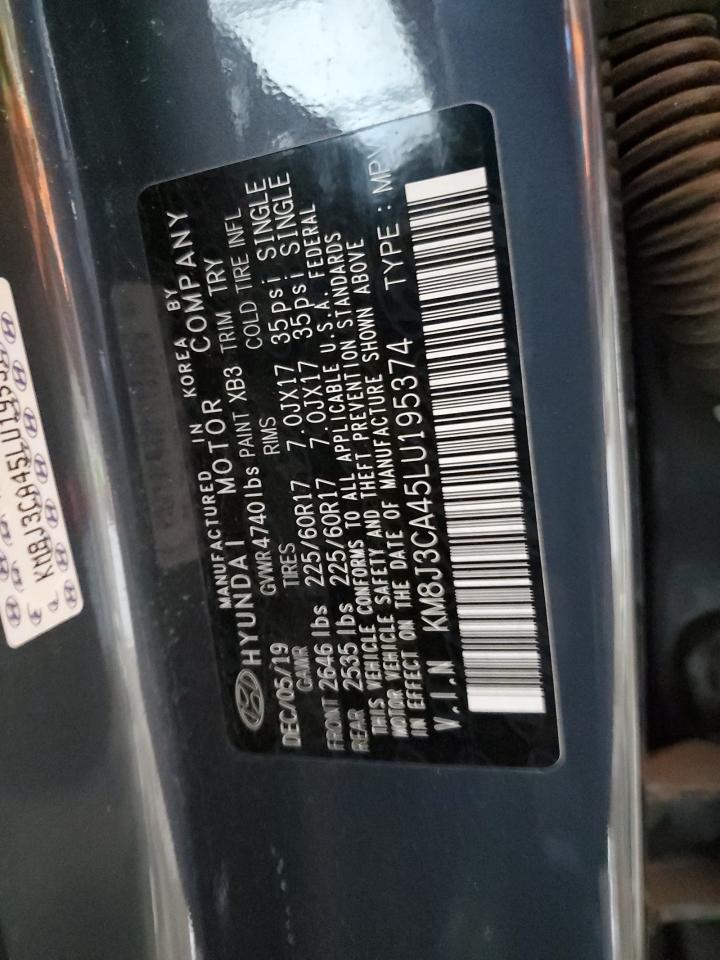 MANUFACTURED IN KOREA BY
HYUNDAI MOTOR COMPANY
DEC/05/19 GVWR4740lbs PAINT XB3 TRIM TRY
GAWR TIRES RIMS COLD TIRE INFL
FRONT 2646 lbs 225/60R17 7.0JX17 35psi SINGLE
REAR 2535 lbs 225/60R17 7.0JX17 35psi SINGLE
THIS VEHICLE CONFORMS TO ALL APPLICABLE U.S.A. FEDERAL
MOTOR VEHICLE SAFETY AND THEFT PREVENTION STANDARDS
IN EFFECT ON THE DATE OF MANUFACTURE SHOWN ABOVE
V.I.N KM8J3CA45LU195374 TYPE : MPV
KM8J3CA45LU1953